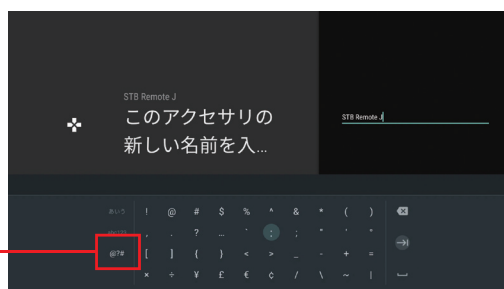 STB Remote J
このアクセサリの
新しい名前を入...
STB Remote J
あいう ! @ # $ % ^ & * ( )
, . ? … ` : ; " ' "
@?# [ ] { } < > _ - + =
× ÷ ¥ £ € ¢ / \ ~ |